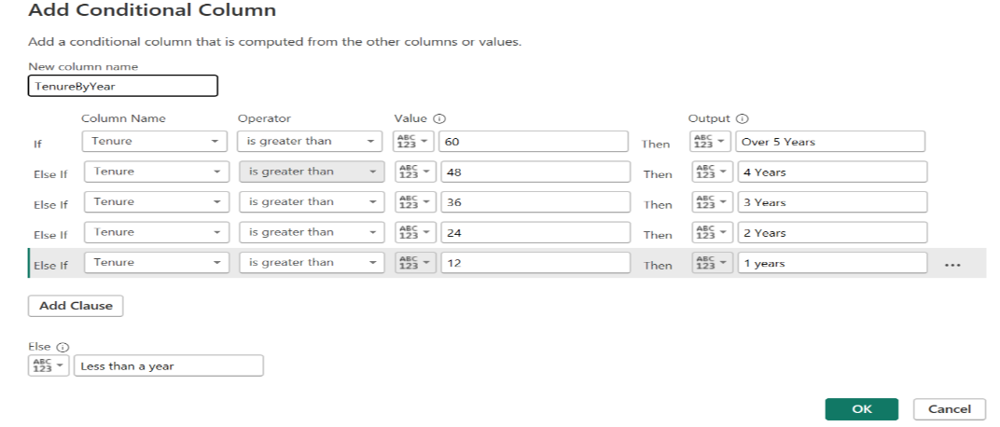 Add Conditional Column
Add a conditional column that is computed from the other columns or values.
New column name
TenureByYear
Column Name Operator Value Output
If Tenure is greater than ABC 123 60 Then ABC 123 Over 5 Years
Else If Tenure is greater than ABC 123 48 Then ABC 123 4 Years
Else If Tenure is greater than ABC 123 36 Then ABC 123 3 Years
Else If Tenure is greater than ABC 123 24 Then ABC 123 2 Years
Else If Tenure is greater than ABC 123 12 Then ABC 123 1 years
Add Clause
Else
ABC 123 Less than a year
OK Cancel